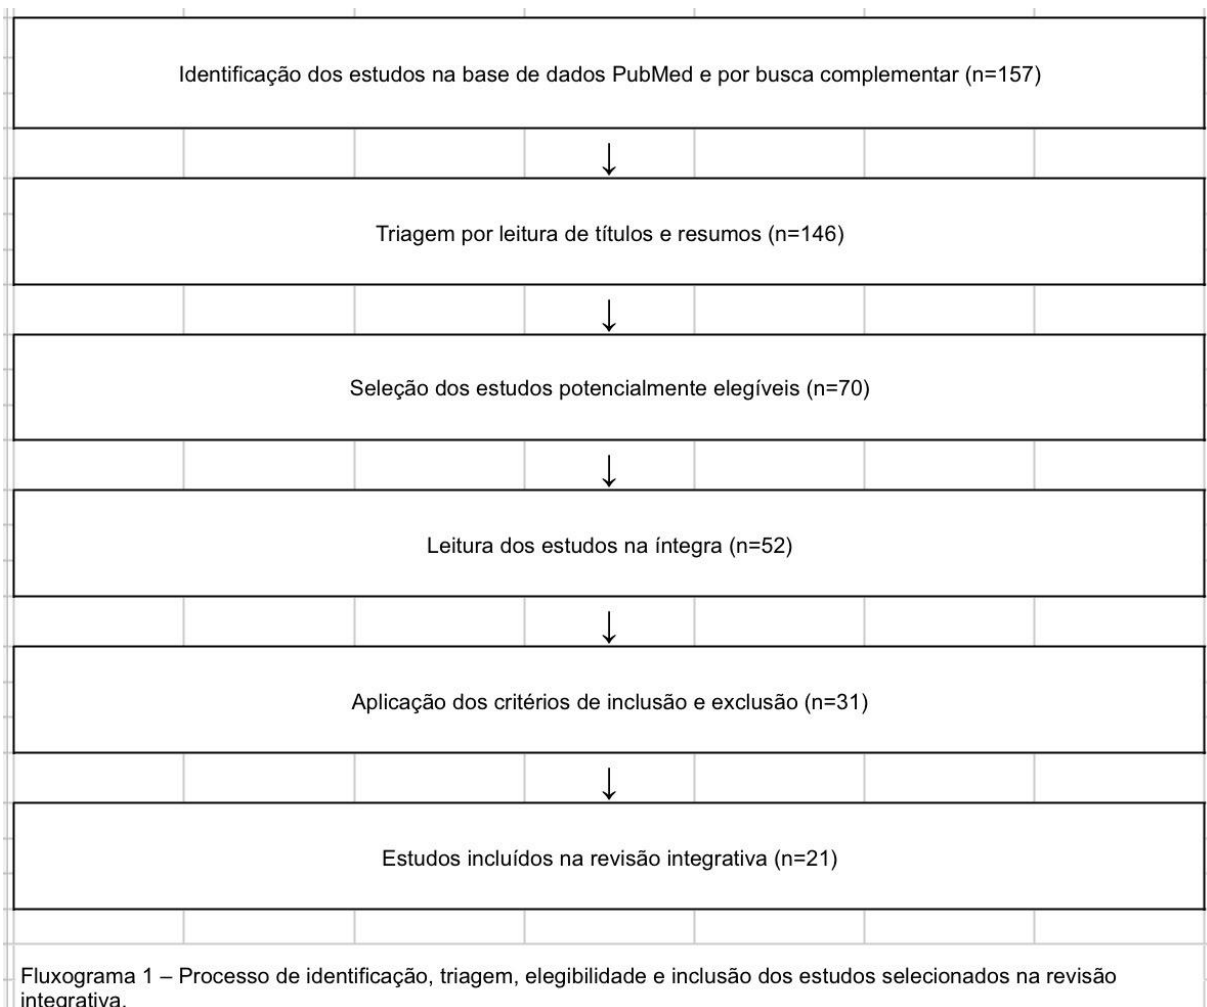 Identificação dos estudos na base de dados PubMed e por busca complementar (n=157)
↓
Triagem por leitura de títulos e resumos (n=146)
↓
Seleção dos estudos potencialmente elegíveis (n=70)
↓
Leitura dos estudos na íntegra (n=52)
↓
Aplicação dos critérios de inclusão e exclusão (n=31)
↓
Estudos incluídos na revisão integrativa (n=21)
Fluxograma 1 – Processo de identificação, triagem, elegibilidade e inclusão dos estudos selecionados na revisão
integrativa.